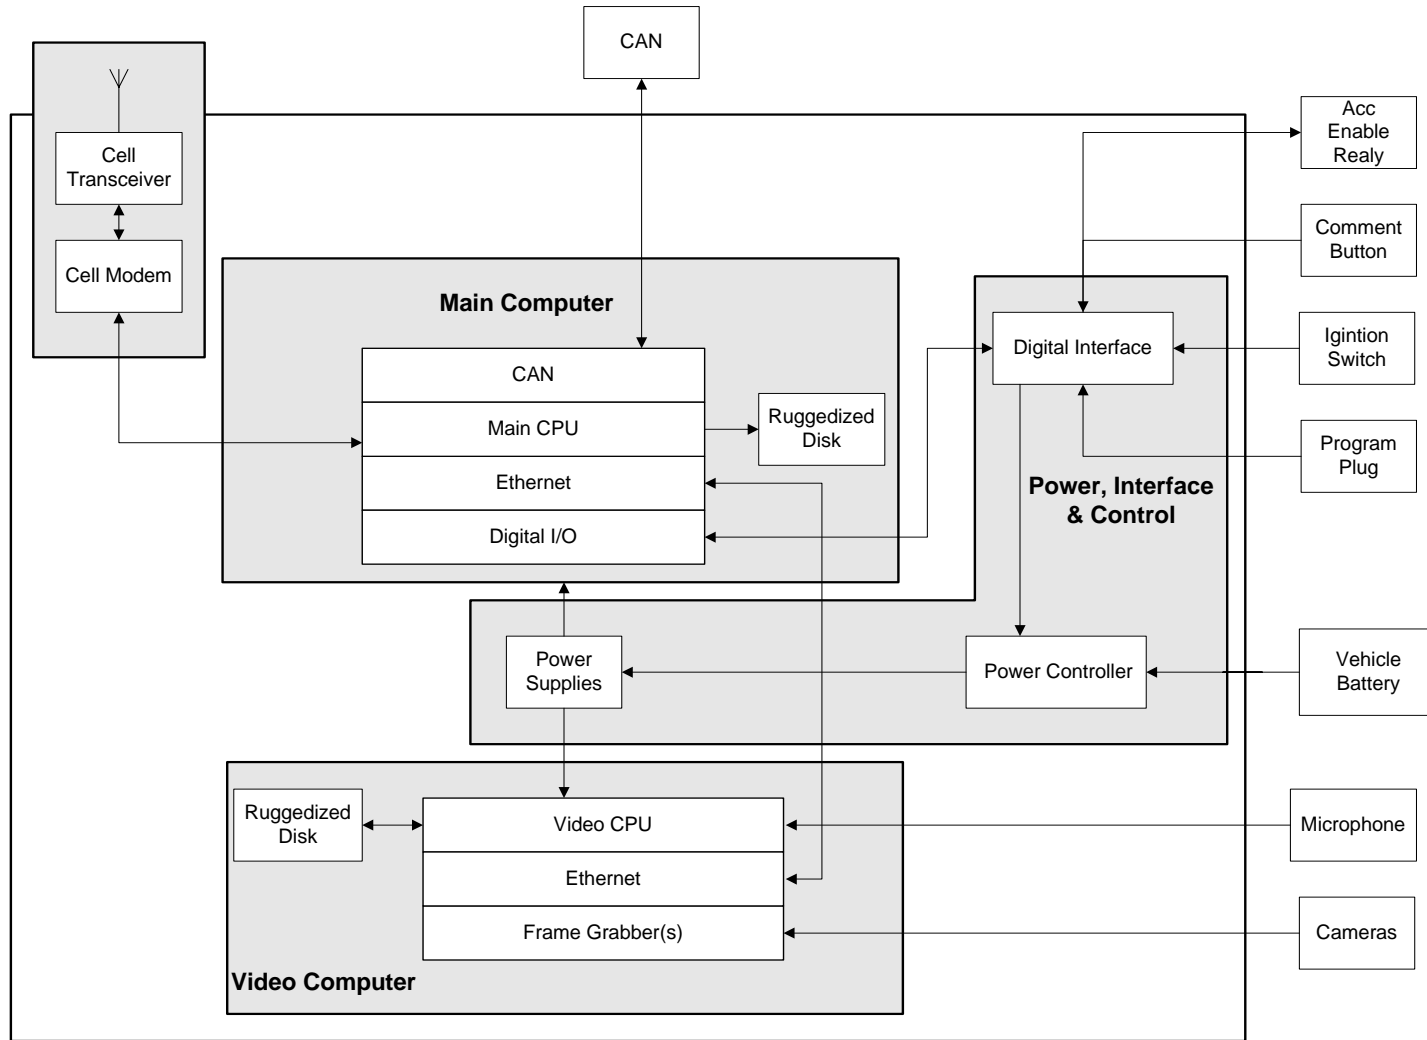 CAN
Acc
Enable
Realy
Cell
Transceiver
Comment
Button
Cell Modem
Main Computer
Digital Interface
Igintion
Switch
CAN
Main CPU
Ruggedized
Disk
Program
Plug
Ethernet
Power, Interface
& Control
Digital I/O
Power
Supplies
Power Controller
Vehicle
Battery
Ruggedized
Disk
Video CPU
Microphone
Ethernet
Frame Grabber(s)
Cameras
Video Computer